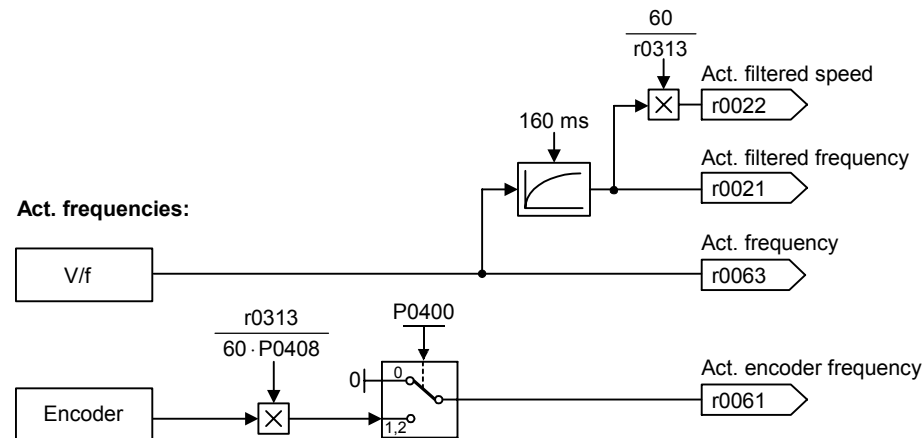 60
r0313
Act. filtered speed
r0022
160 ms
Act. filtered frequency
r0021
Act. frequencies:
Act. frequency
V/f
r0063
r0313
60 · P0408
P0400
Act. encoder frequency
0
0
r0061
Encoder
1,2